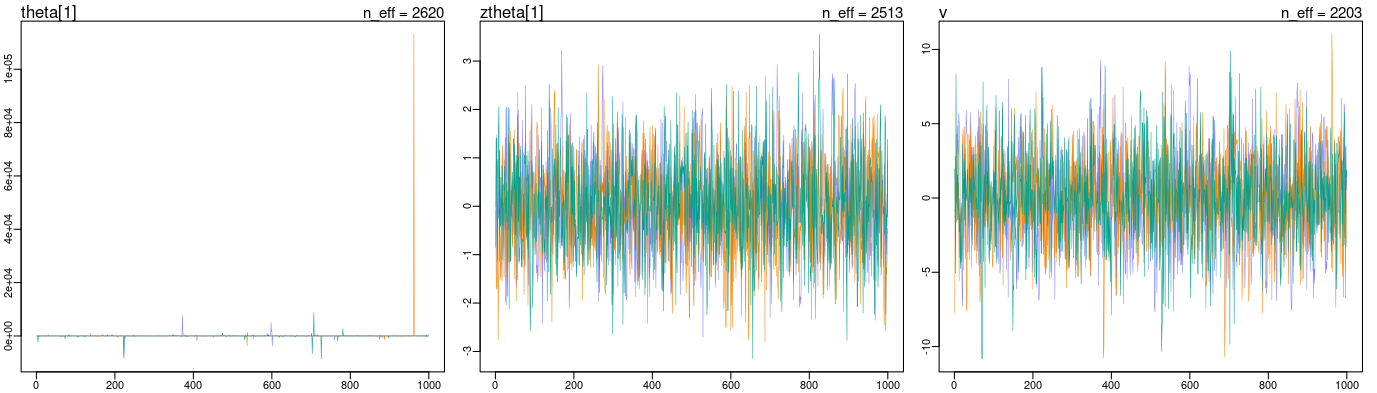 theta[1] n_eff = 2620
0e+00 2e+04 4e+04 6e+04 8e+04 1e+05
0 200 400 600 800 1000
ztheta[1] n_eff = 2513
-3 -2 -1 0 1 2 3
0 200 400 600 800 1000
v n_eff = 2203
-10 -5 0 5 10
0 200 400 600 800 1000